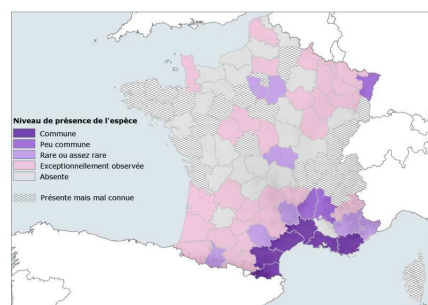 Niveau de présence de l'espèce
Commune
Peu commune
Rare ou assez rare
Exceptionnellement observée
Absente
Présente mais mal connue